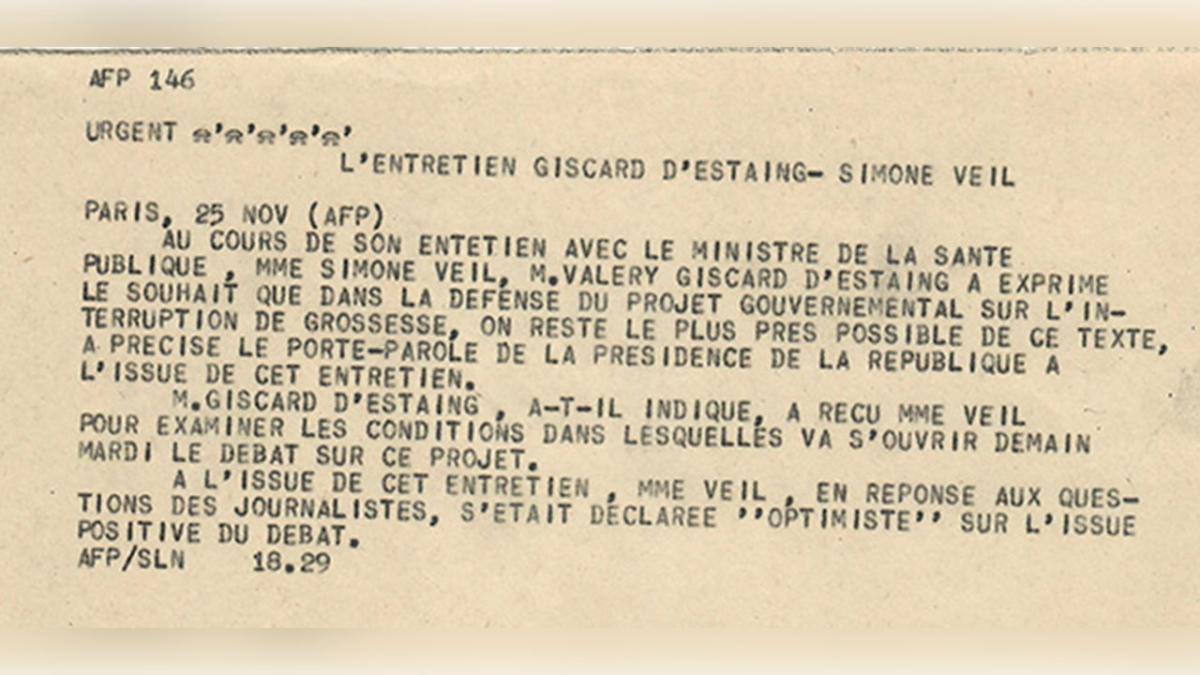 AFP 146
URGENT
L'ENTRETIEN GISCARD D'ESTAING- SIMONE VEIL
PARIS, 25 NOV (AFP)
AU COURS DE SON ENTETIEN AVEC LE MINISTRE DE LA SANTE
PUBLIQUE , MME SIMONE VEIL, M.VALERY GISCARD D'ESTAING A EXPRIME
LE SOUHAIT QUE DANS LA DEFENSE DU PROJET GOUVERNEMENTAL SUR L'IN-
TERRUPTION DE GROSSESSE, ON RESTE LE PLUS PRES POSSIBLE DE CE TEXTE,
A PRECISE LE PORTE-PAROLE DE LA PRESIDENCE DE LA REPUBLIQUE A
L'ISSUE DE CET ENTRETIEN.
M.GISCARD D'ESTAING , A-T-IL INDIQUE, A RECU MME VEIL
POUR EXAMINER LES CONDITIONS DANS LESQUELLES VA S'OUVRIR DEMAIN
MARDI LE DEBAT SUR CE PROJET.
A L'ISSUE DE CET ENTRETIEN , MME VEIL , EN REPONSE AUX QUES-
TIONS DES JOURNALISTES, S'ETAIT DECLAREE ''OPTIMISTE'' SUR L'ISSUE
POSITIVE DU DEBAT.
AFP/SLN 18.29